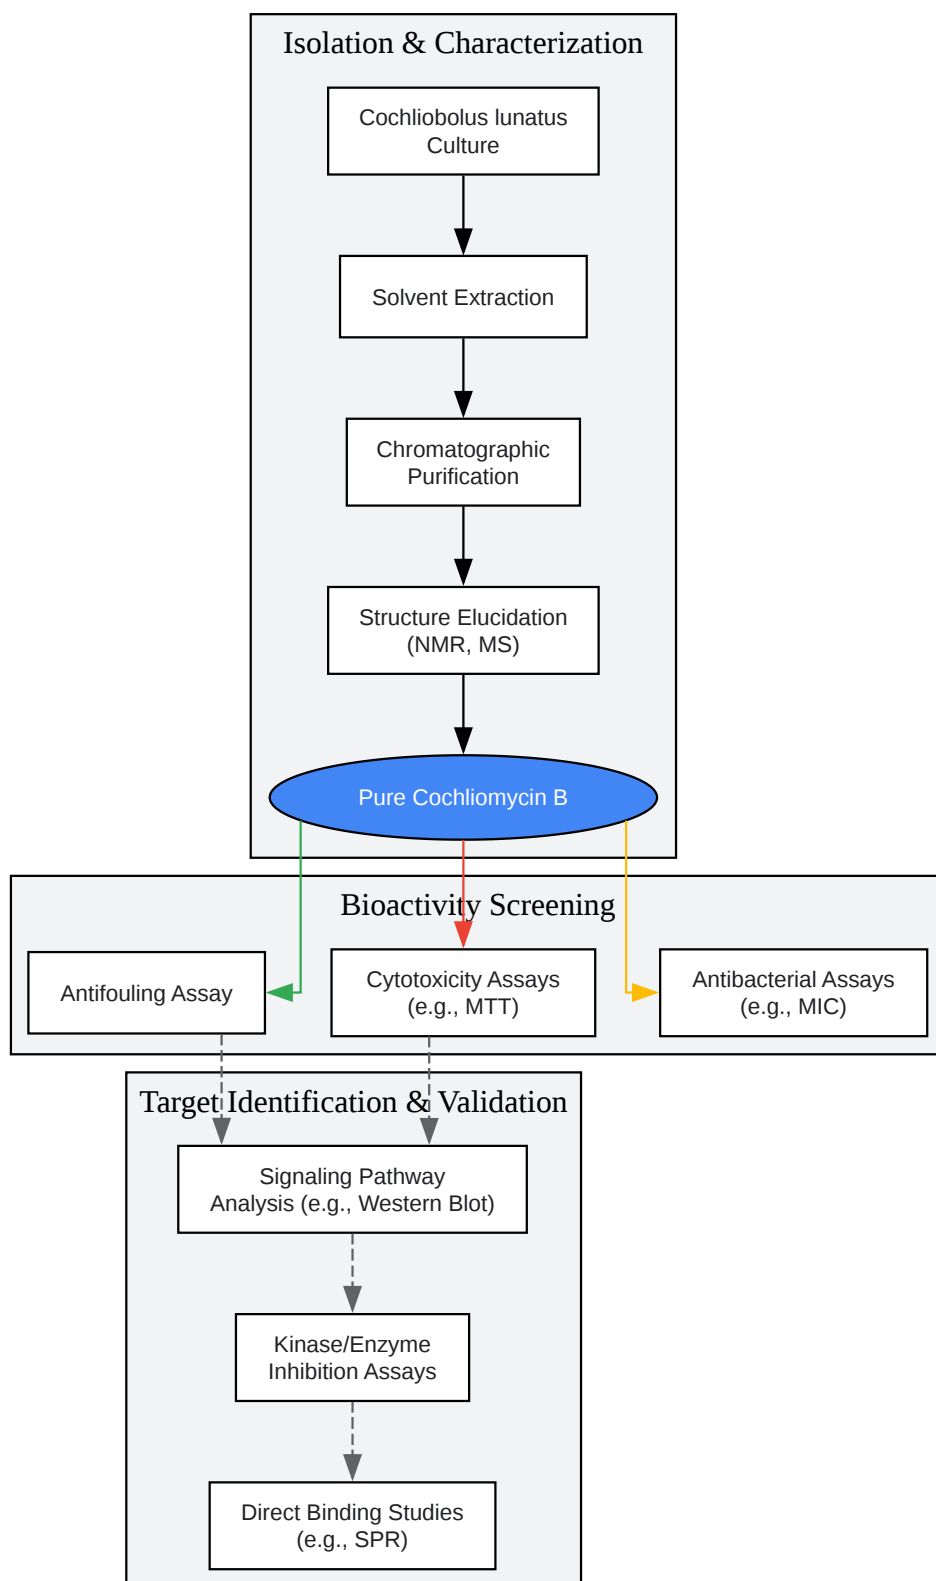 Isolation & Characterization
Cochliobolus lunatus
Culture
Solvent Extraction
Chromatographic
Purification
Structure Elucidation
(NMR, MS)
Pure Cochliomycin B
Bioactivity Screening
Antifouling Assay
Cytotoxicity Assays
(e.g., MTT)
Antibacterial Assays
(e.g., MIC)
Target Identification & Validation
Signaling Pathway
Analysis (e.g., Western Blot)
Kinase/Enzyme
Inhibition Assays
Direct Binding Studies
(e.g., SPR)